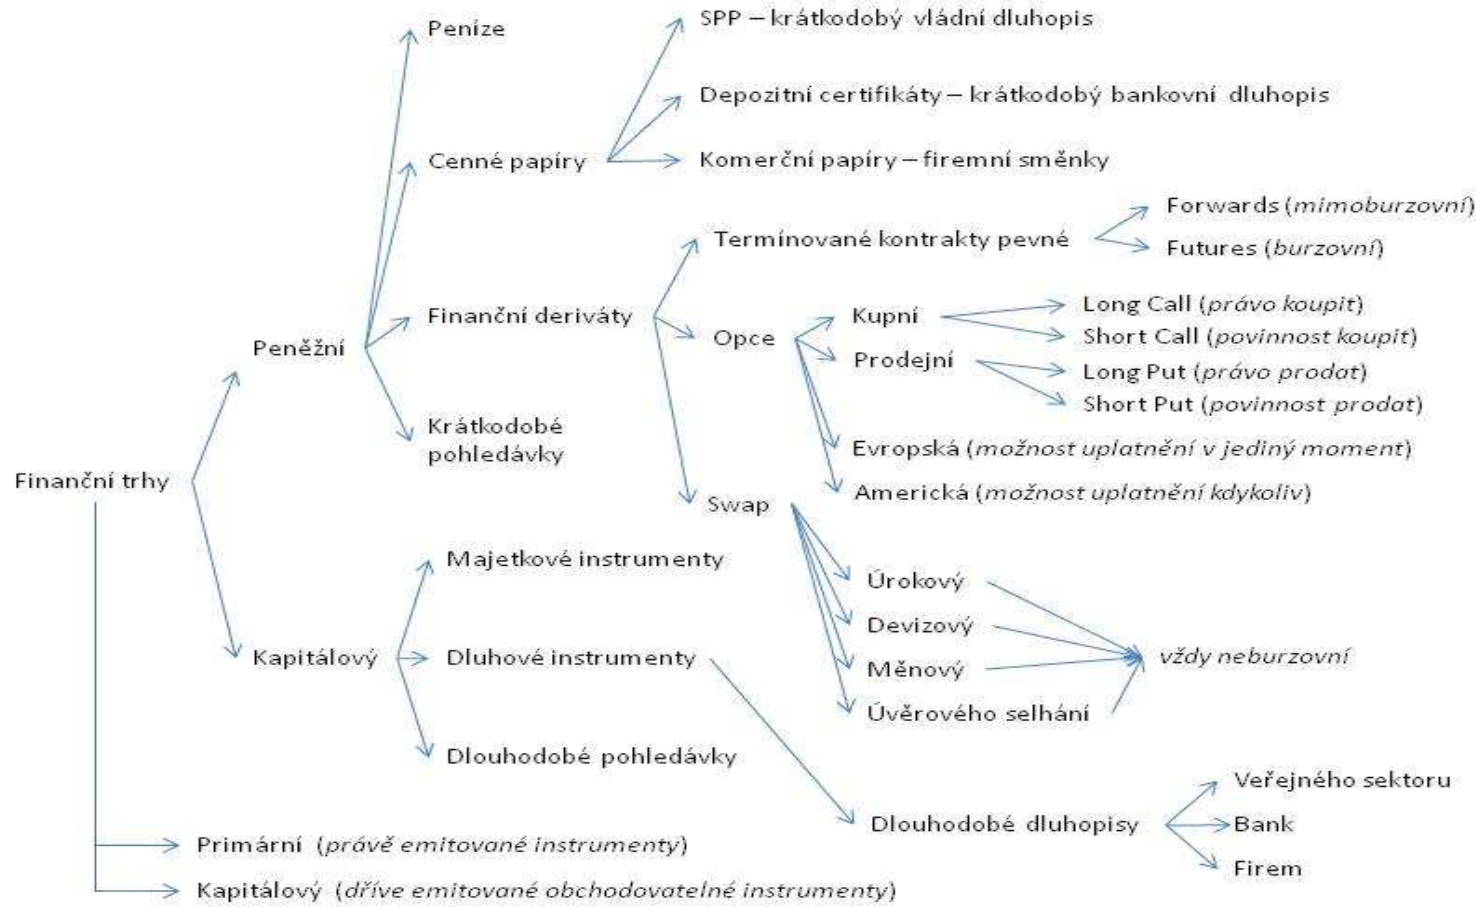 Peníze
SPP – krátkodobý vládní dluhopis
Depozitní certifikáty – krátkodobý bankovní dluhopis
Cenné papíry
Komerční papíry – firemní směnky
Forwards (mimoburzovní)
Termínované kontrakty pevné
Futures (burzovní)
Finanční deriváty
Kupní
Long Call (právo koupit)
Short Call (povinnost koupit)
Opce
Peněžní
Prodejní
Long Put (právo prodat)
Short Put (povinnost prodat)
Krátkodobé
pohledávky
Evropská (možnost uplatnění v jediný moment)
Finanční trhy
Americká (možnost uplatnění kdykoliv)
Swap
Majetkové instrumenty
Úrokový
Devizový
Kapitálový
Dluhové instrumenty
Měnový
vždy neburzovní
Úvěrového selhání
Dlouhodobé pohledávky
Veřejného sektoru
Dlouhodobé dluhopisy
Bank
Firem
Primární (právě emitované instrumenty)
Kapitálový (dříve emitované obchodovatelné instrumenty)